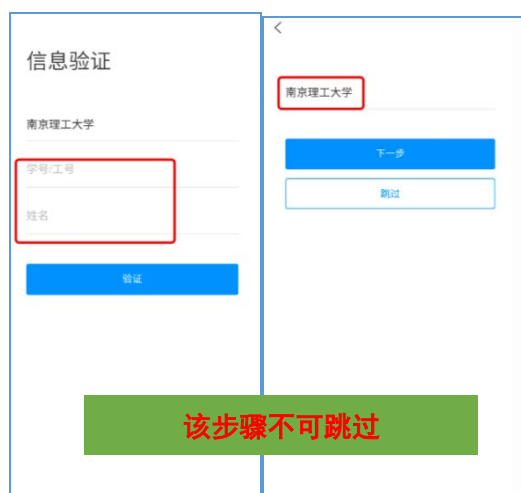 信息验证
南京理工大学
学号/工号
姓名
验证
南京理工大学
下一步
跳过
该步骤不可跳过